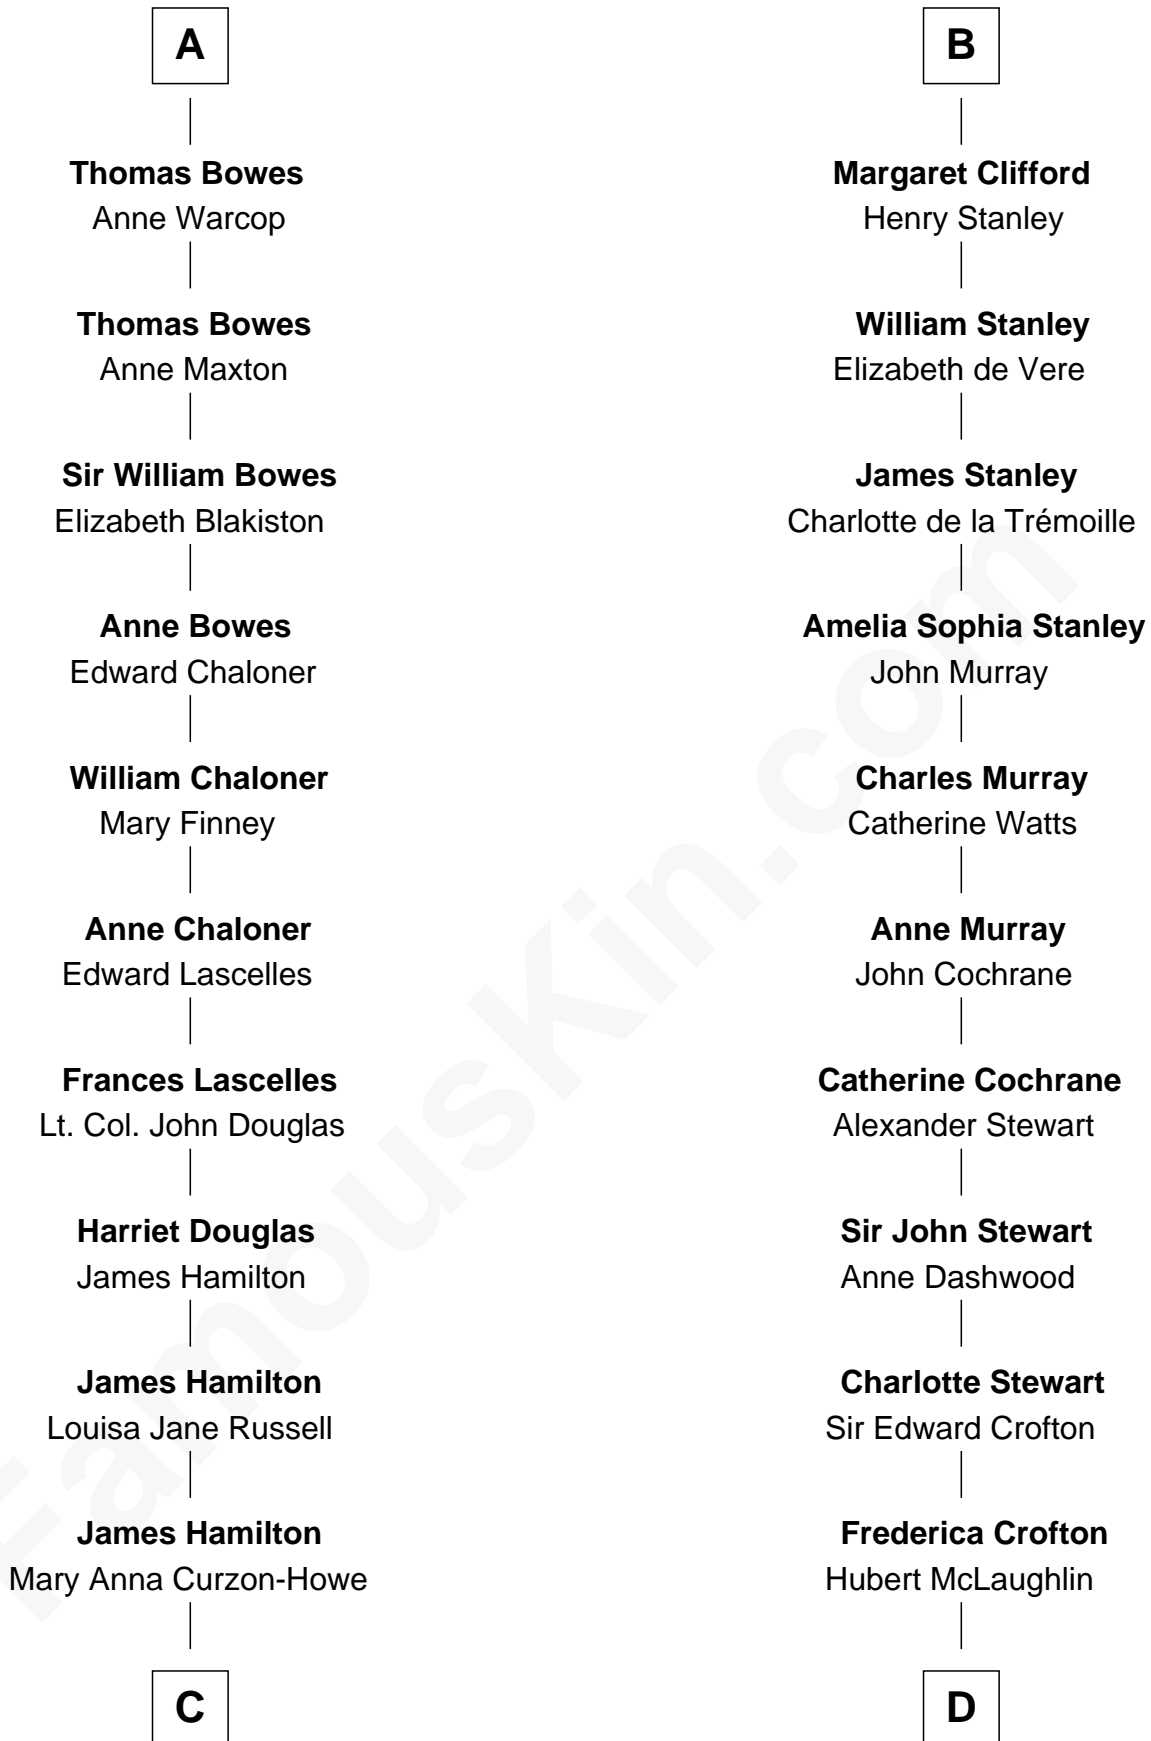 A
Thomas Bowes
Anne Warcop
Thomas Bowes
Anne Maxton
Sir William Bowes
Elizabeth Blakiston
Anne Bowes
Edward Chaloner
William Chaloner
Mary Finney
Anne Chaloner
Edward Lascelles
Frances Lascelles
Lt. Col. John Douglas
Harriet Douglas
James Hamilton
James Hamilton
Louisa Jane Russell
James Hamilton
Mary Anna Curzon-Howe
C
B
Margaret Clifford
Henry Stanley
William Stanley
Elizabeth de Vere
James Stanley
Charlotte de la Trémoille
Amelia Sophia Stanley
John Murray
Charles Murray
Catherine Watts
Anne Murray
John Cochrane
Catherine Cochrane
Alexander Stewart
Sir John Stewart
Anne Dashwood
Charlotte Stewart
Sir Edward Crofton
Frederica Crofton
Hubert McLaughlin
D
FamousKin.com